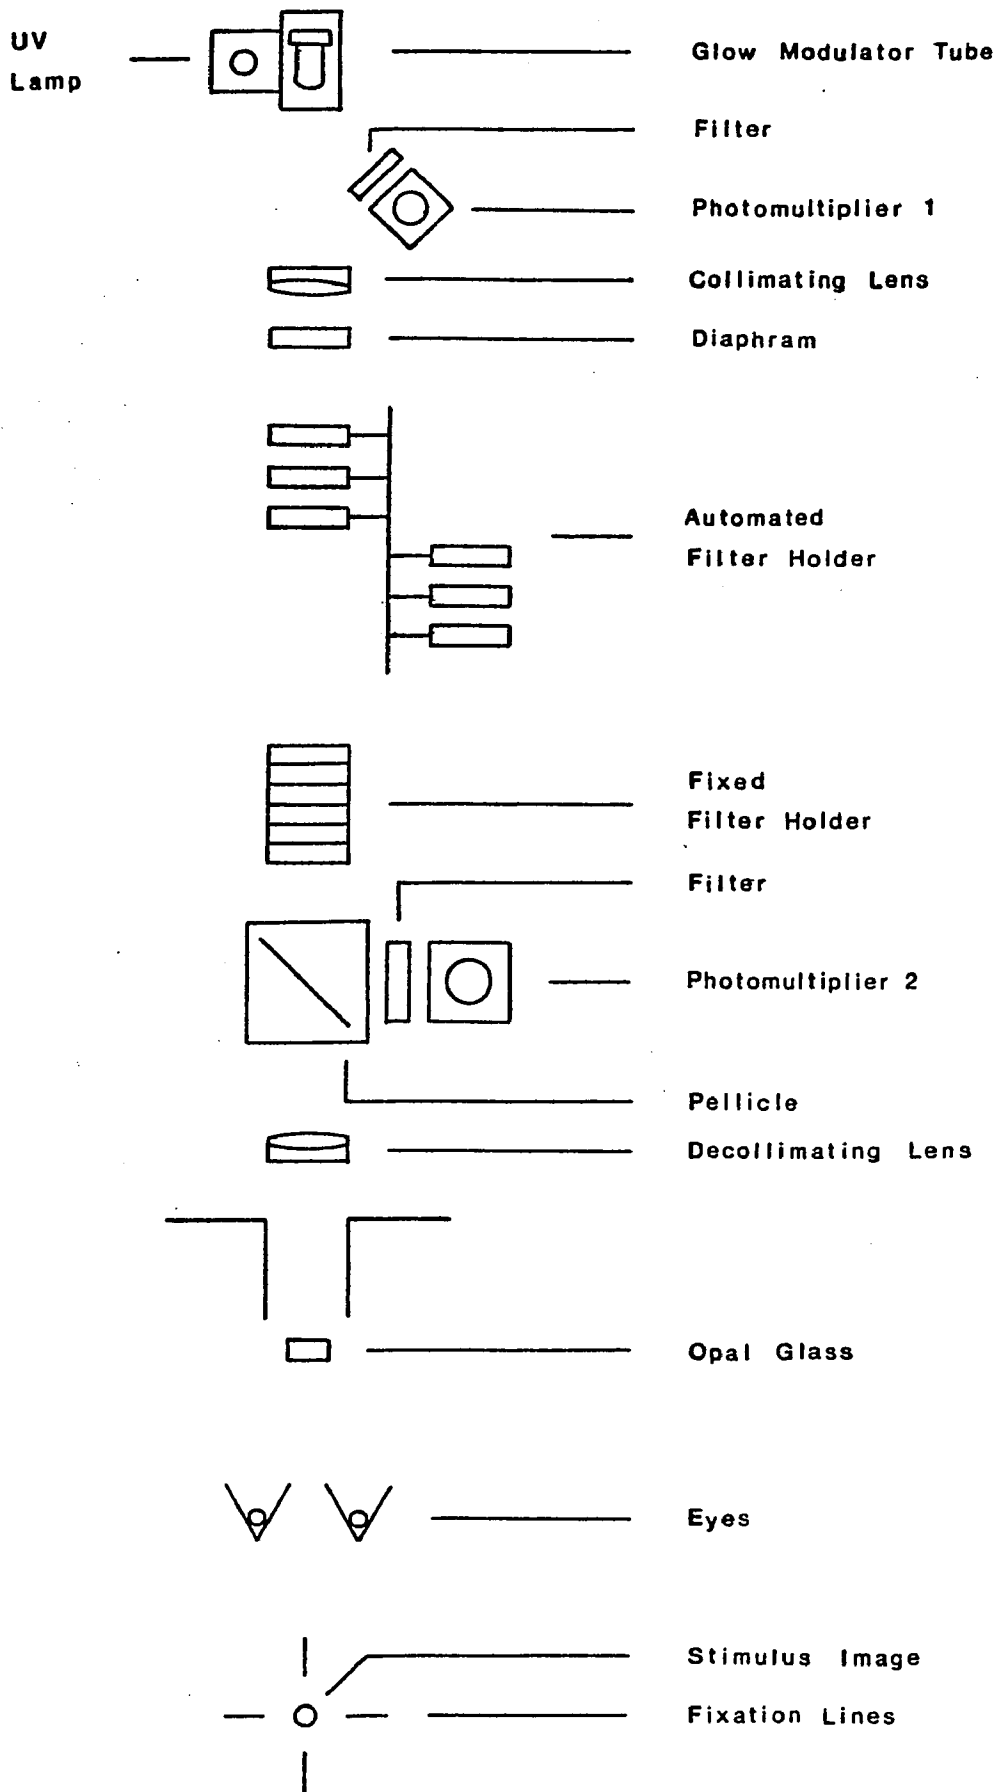 UV
Lamp
Glow Modulator Tube
Filter
Photomultiplier 1
Collimating Lens
Diaphram
Automated
Filter Holder
Fixed
Filter Holder
Filter
Photomultiplier 2
Pellicle
Decollimating Lens
Opal Glass
Eyes
Stimulus Image
Fixation Lines